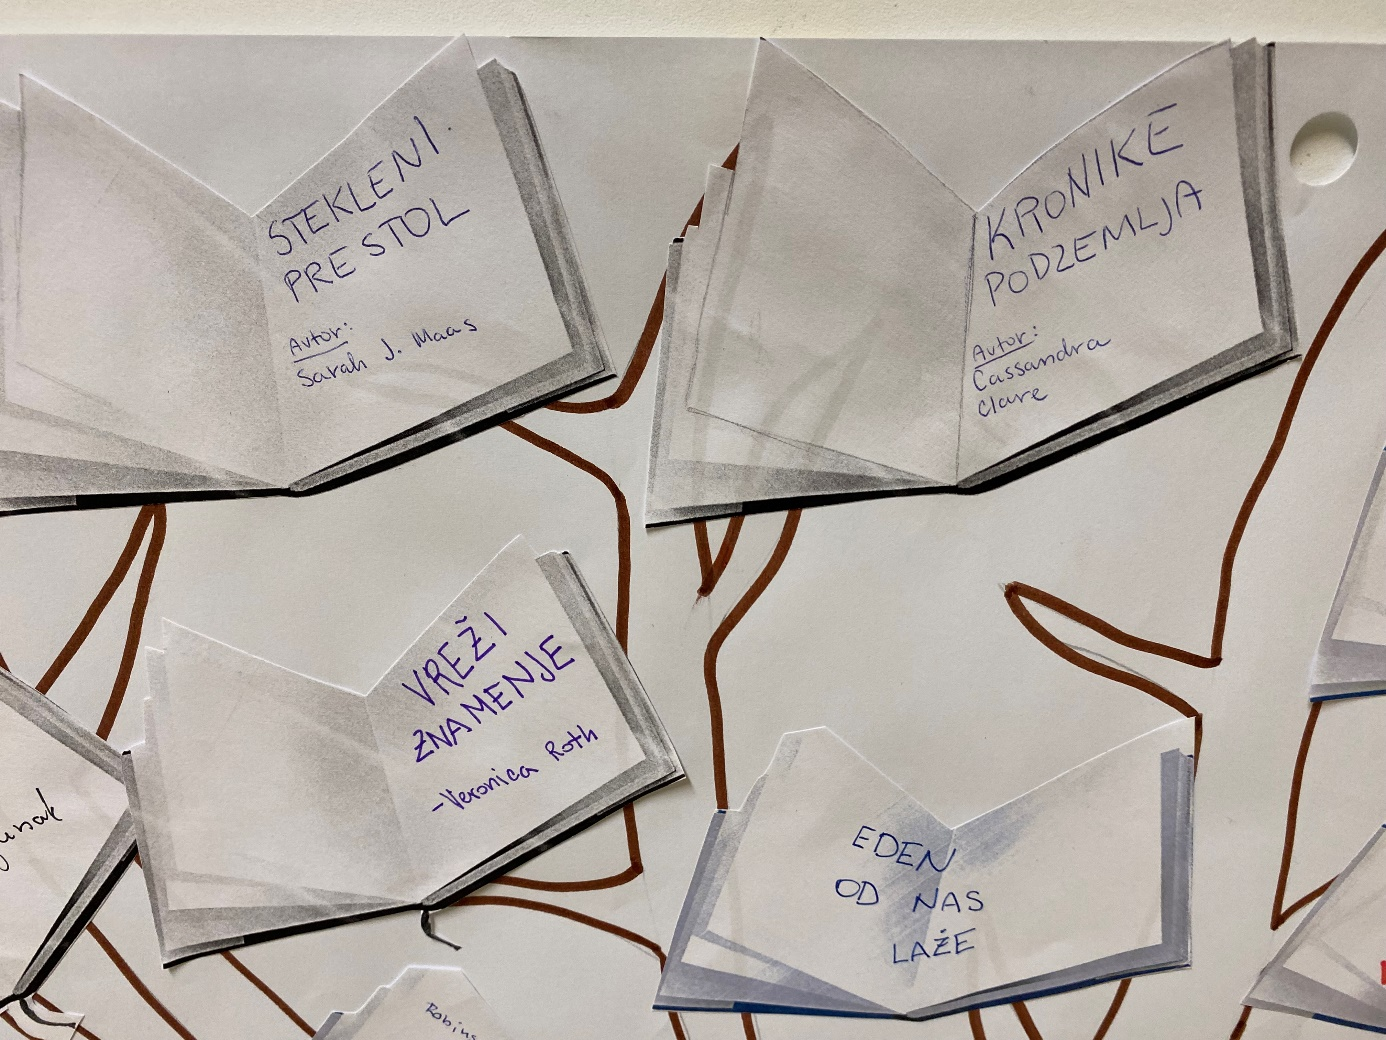 STEKLENI
PRESTOL
Avtor:
Sarah J. Maas
KRONIKE
PODZEMLJA
Avtor:
Cassandra
Clare
VREŽI
ZNAMENJE
-Veronica Roth
EDEN
OD NAS
LAŽE